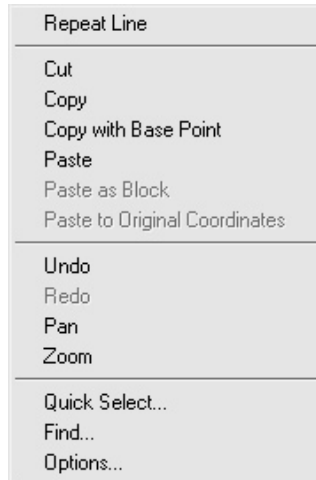 Repeat Line
Cut
Copy
Copy with Base Point
Paste
Paste as Block
Paste to Original Coordinates
Undo
Redo
Pan
Zoom
Quick Select...
Find...
Options...